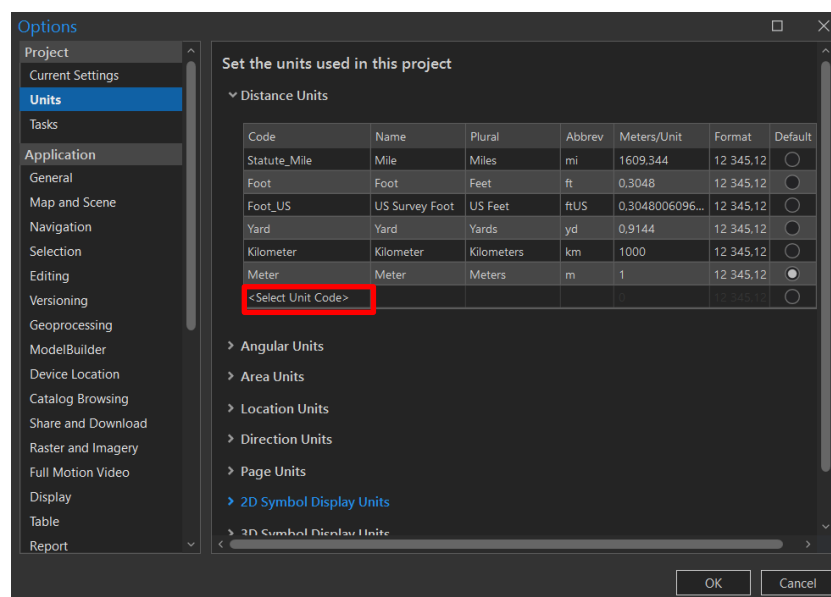 Options
Project
Current Settings
Units
Tasks
Application
General
Map and Scene
Navigation
Selection
Editing
Versioning
Geoprocessing
ModelBuilder
Device Location
Catalog Browsing
Share and Download
Raster and Imagery
Full Motion Video
Display
Table
Report
Set the units used in this project
Distance Units
Code Name Plural Abbrev Meters/Unit Format Default
Statute_Mile Mile Miles mi 1609,344 12 345,12
Foot Foot Feet ft 0,3048 12 345,12
Foot_US US Survey Foot US Feet ftUS 0,3048006096... 12 345,12
Yard Yard Yards yd 0,9144 12 345,12
Kilometer Kilometer Kilometers km 1000 12 345,12
Meter Meter Meters m 1 12 345,12
<Select Unit Code> 0 12 345,12
Angular Units
Area Units
Location Units
Direction Units
Page Units
2D Symbol Display Units
3D Symbol Display Units
OK Cancel